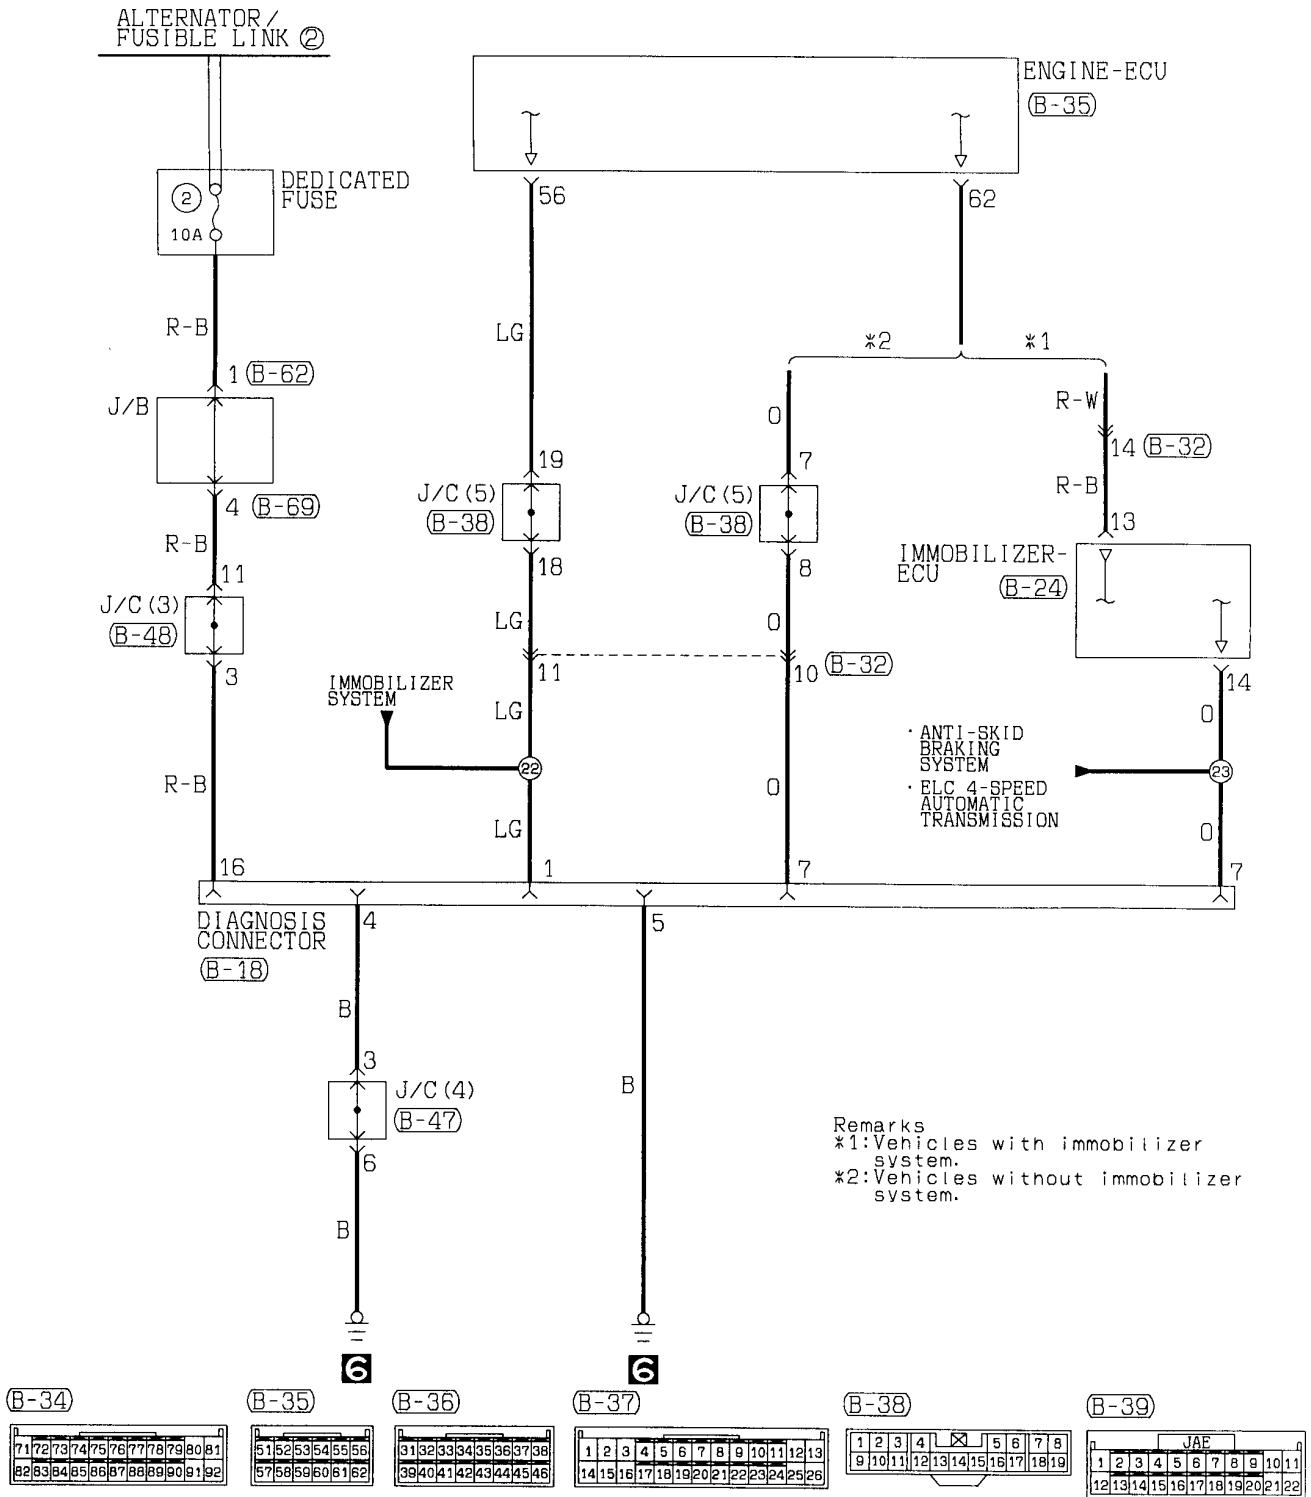 ALTERNATOR/
FUSIBLE LINK ②
ENGINE-ECU
(B-35)
DEDICATED
FUSE
②
10A
56
62
R-B
LG
*2
*1
1 (B-62)
J/B
O
R-W
14 (B-32)
4 (B-69)
19
7
R-B
J/C(5)
(B-38)
J/C(5)
(B-38)
13
R-B
11
18
8
IMMOBILIZER-
ECU
(B-24)
J/C(3)
(B-48)
LG
O
3
11
10 (B-32)
14
IMMOBILIZER
SYSTEM
LG
O
· ANTI-SKID
BRAKING
SYSTEM
· ELC 4-SPEED
AUTOMATIC
TRANSMISSION
22
23
R-B
O
LG
O
16
1
7
7
DIAGNOSIS
CONNECTOR
(B-18)
4
5
B
3
J/C(4)
(B-47)
B
6
B
Remarks
*1:Vehicles with immobilizer
system.
*2:Vehicles without immobilizer
system.
6
6
(B-34)
(B-35)
(B-36)
(B-37)
(B-38)
(B-39)
71 72 73 74 75 76 77 78 79 80 81
82 83 84 85 86 87 88 89 90 91 92
51 52 53 54 55 56
57 58 59 60 61 62
31 32 33 34 35 36 37 38
39 40 41 42 43 44 45 46
1 2 3 4 5 6 7 8 9 10 11 12 13
14 15 16 17 18 19 20 21 22 23 24 25 26
1 2 3 4 5 6 7 8
9 10 11 12 13 14 15 16 17 18 19
JAE
1 2 3 4 5 6 7 8 9 10 11
12 13 14 15 16 17 18 19 20 21 22